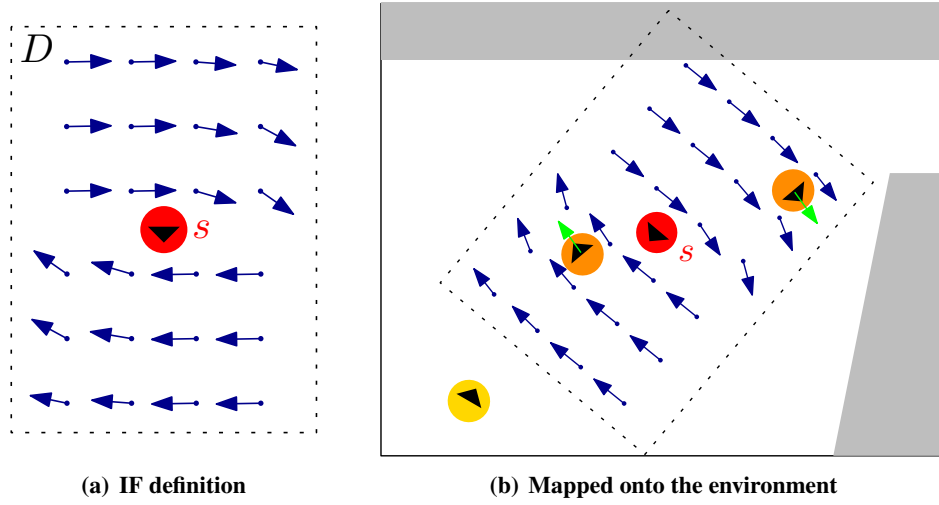 D
s
s
(a) IF definition
(b) Mapped onto the environment